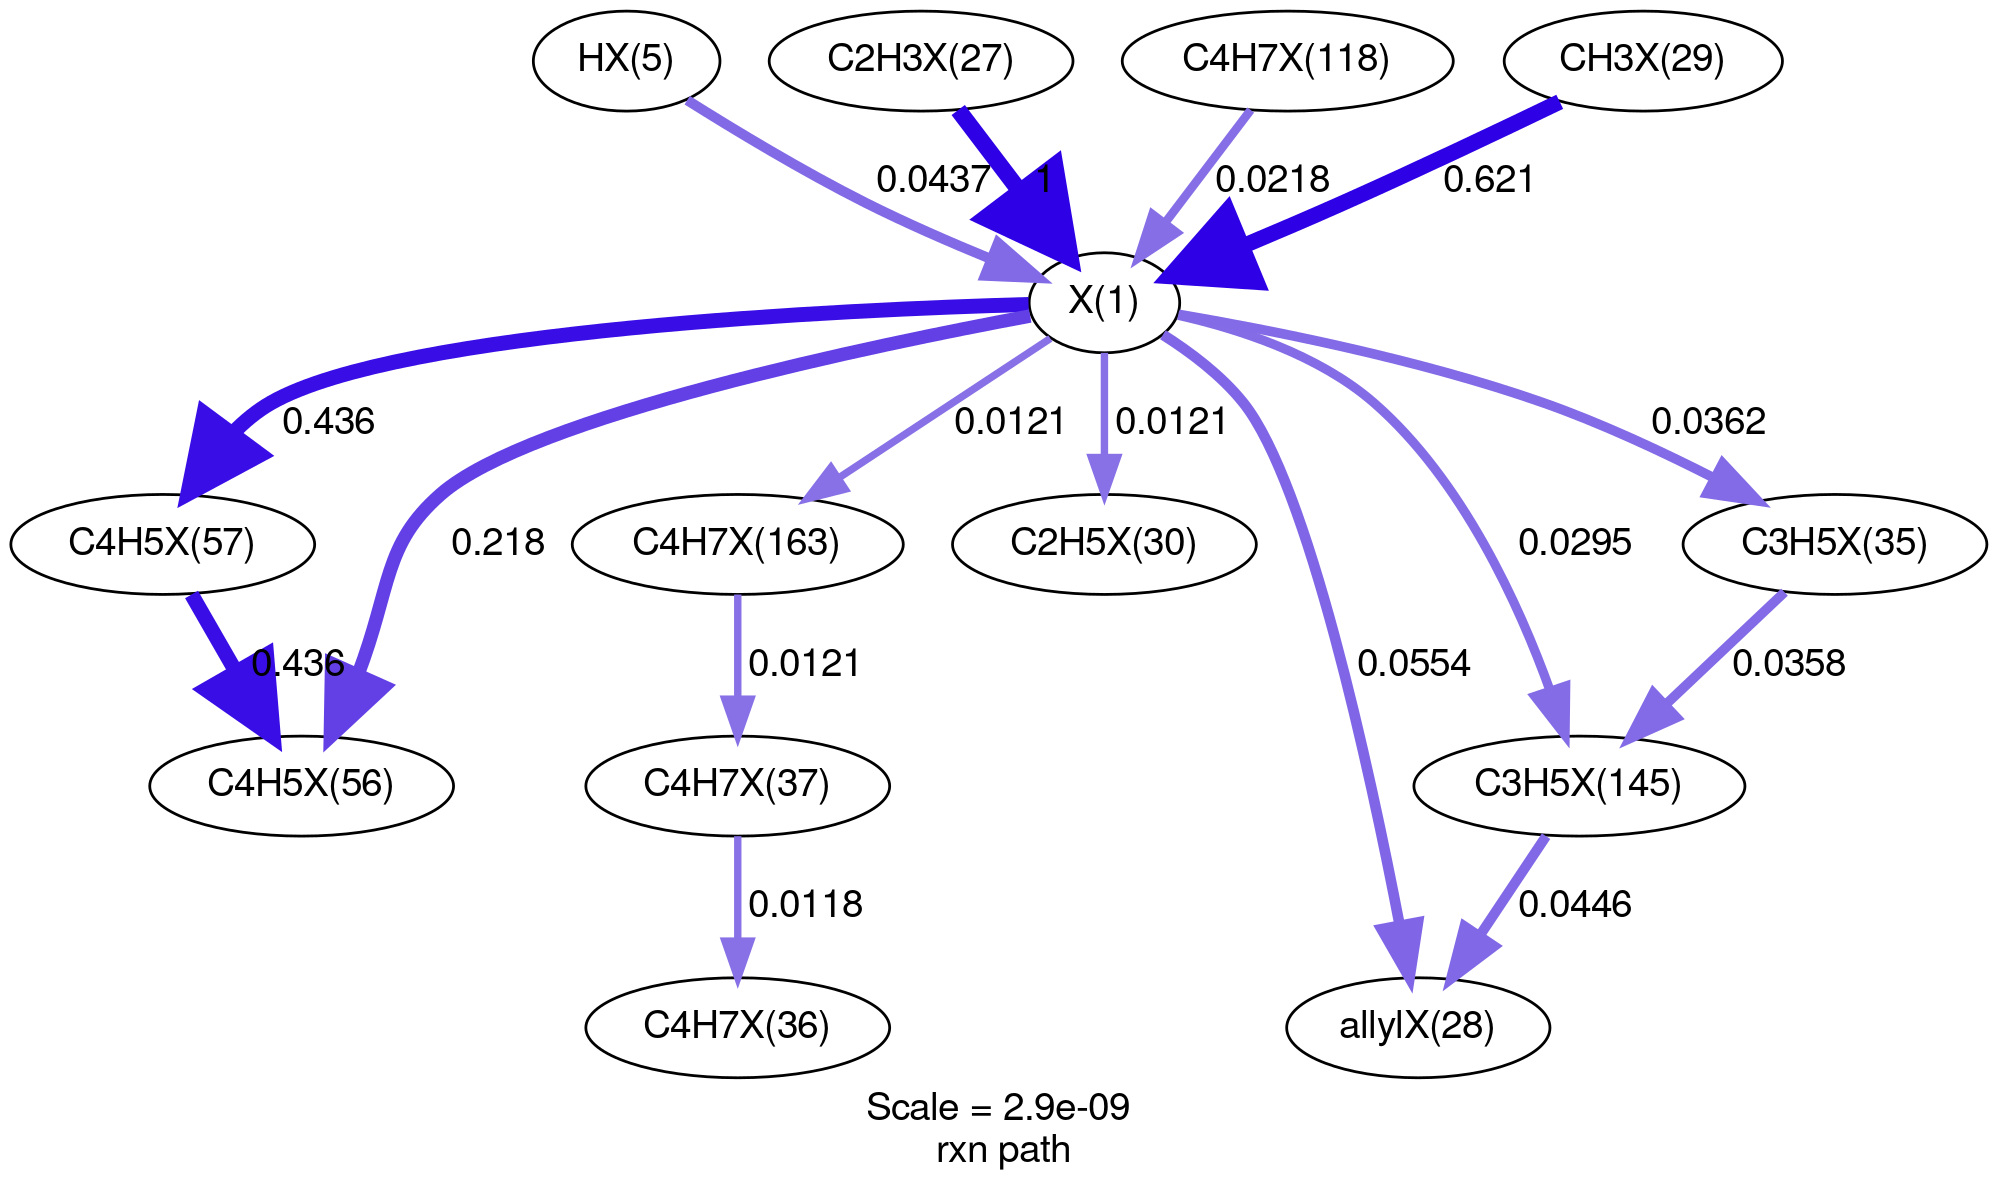 HX(5)
C2H3X(27)
C4H7X(118)
CH3X(29)
0.0437
1
0.0218
0.621
X(1)
0.436
0.0121
0.0121
0.0362
C4H5X(57)
0.218
C4H7X(163)
C2H5X(30)
0.0295
C3H5X(35)
0.436
0.0121
0.0554
0.0358
C4H5X(56)
C4H7X(37)
C3H5X(145)
0.0118
0.0446
C4H7X(36)
allylX(28)
Scale = 2.9e-09
rxn path